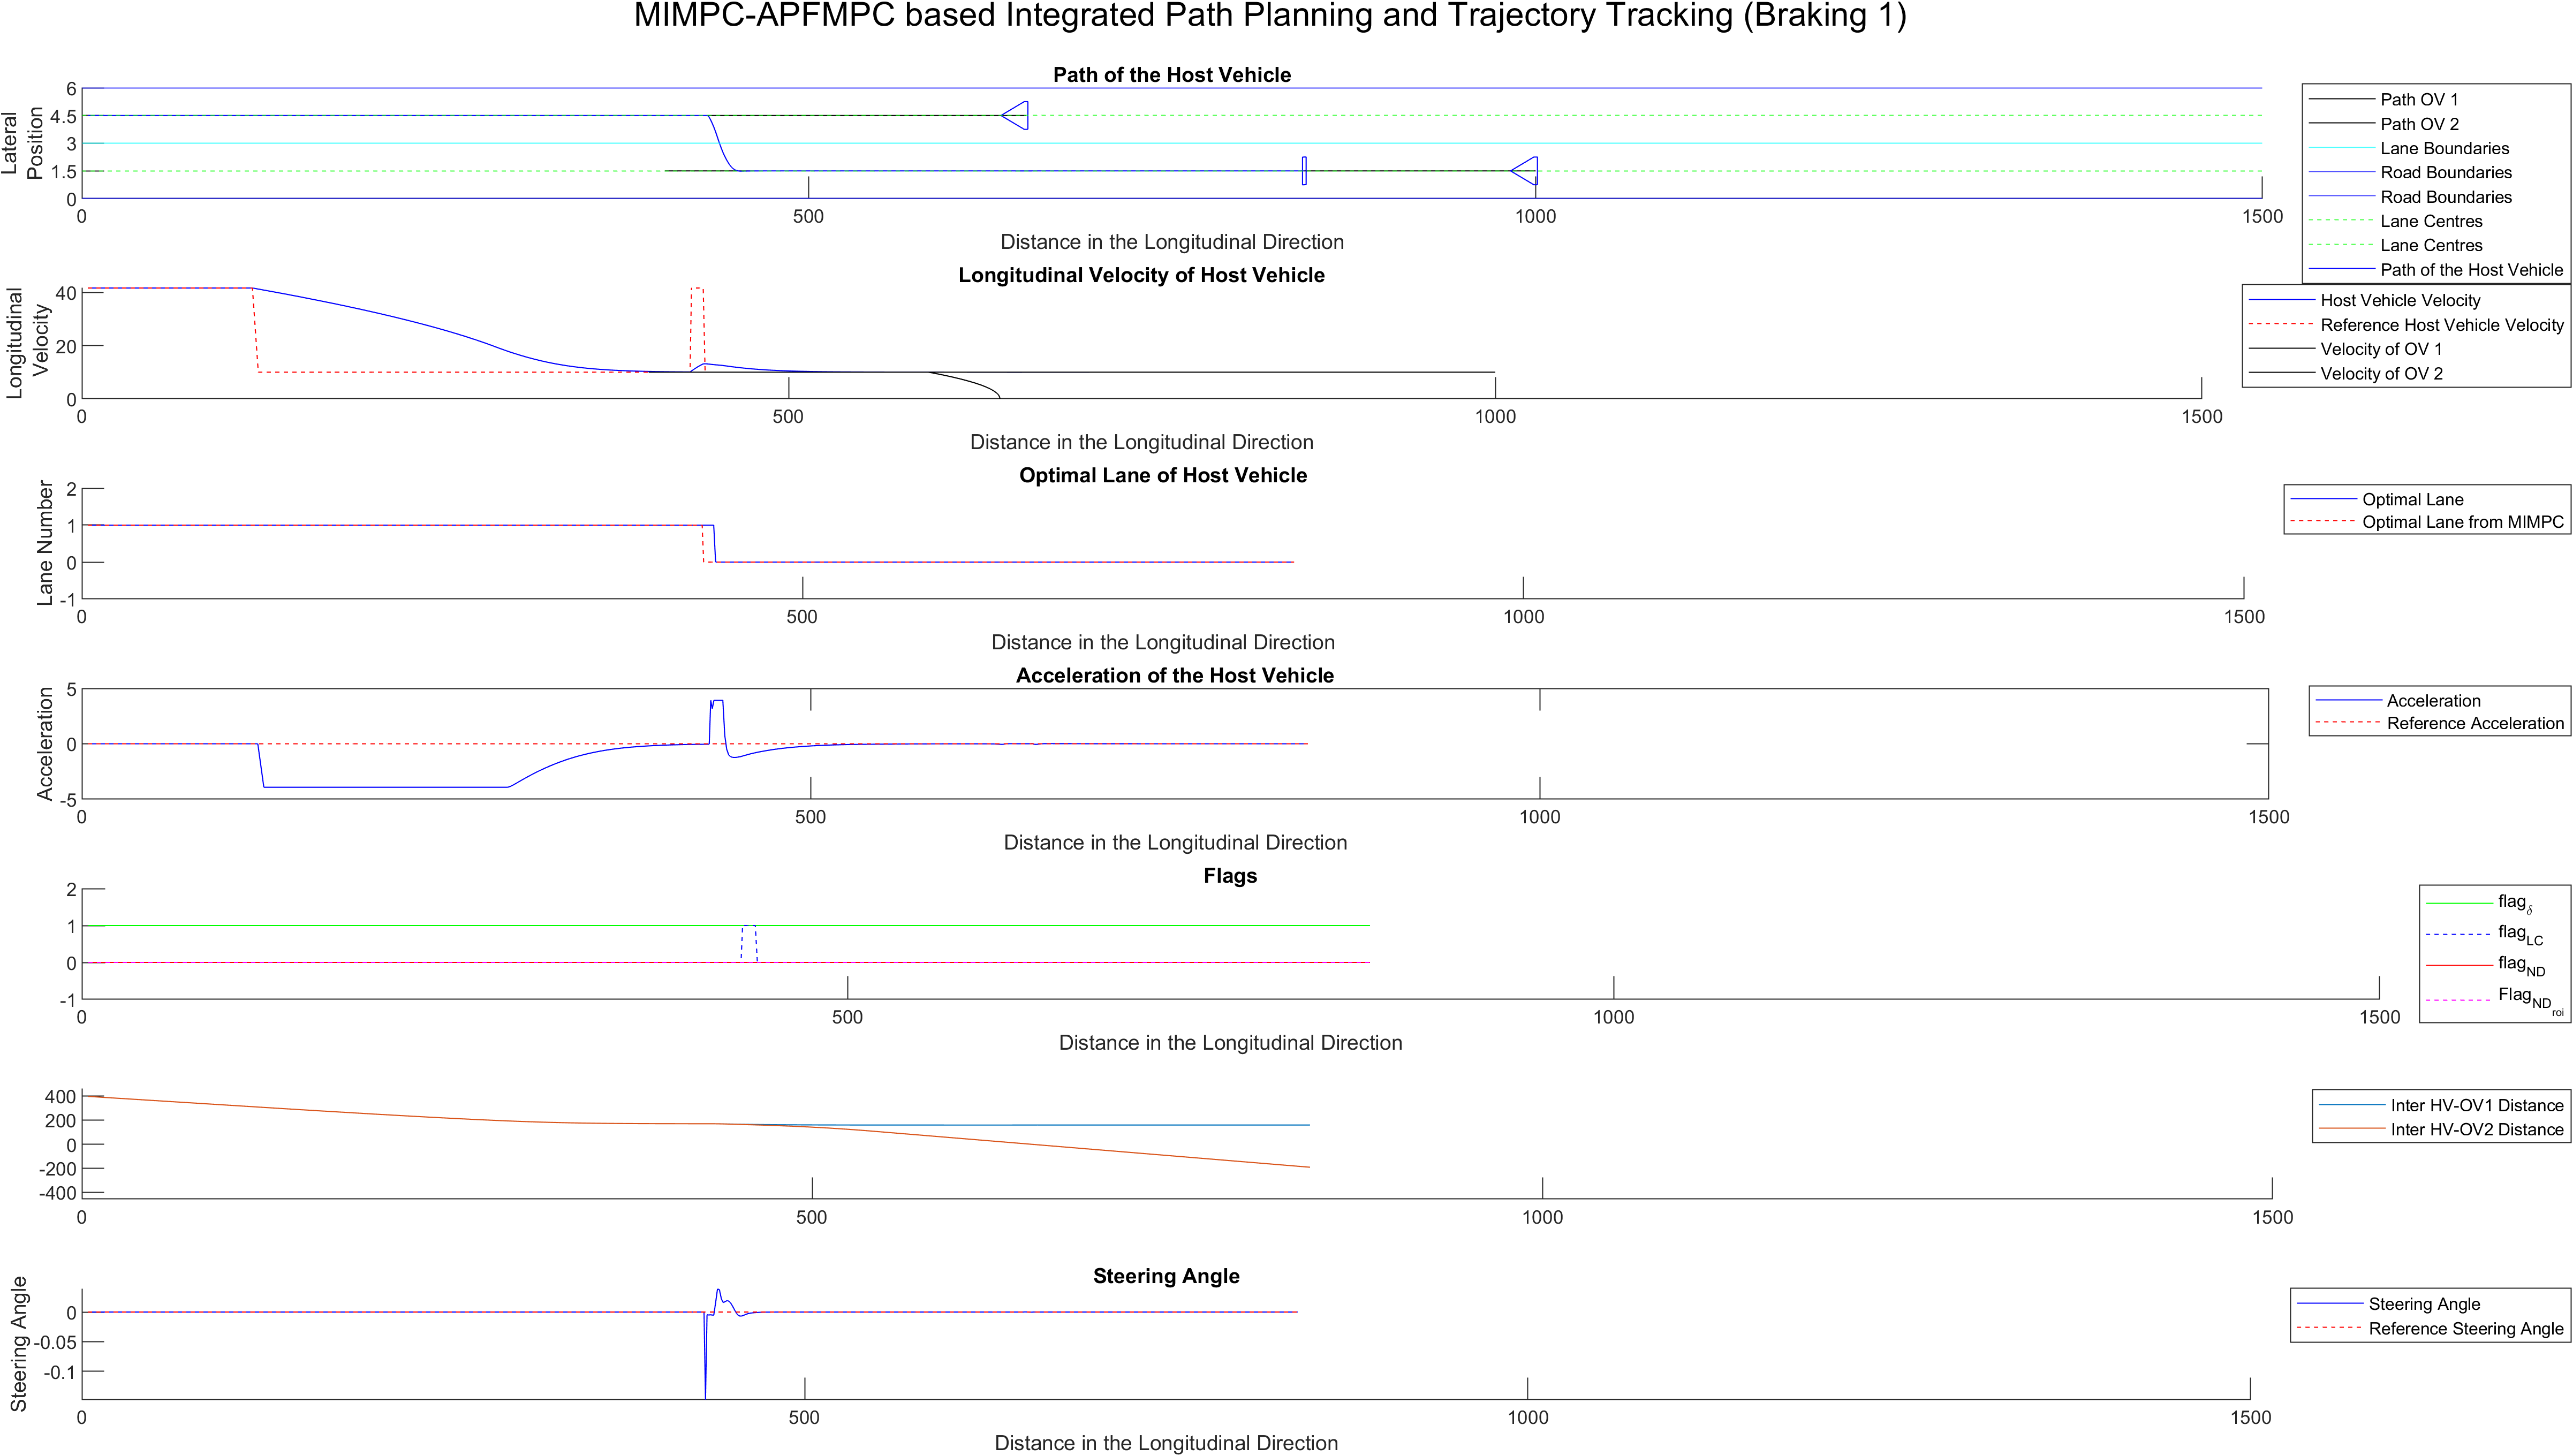 MIMPC-APFMPC based Integrated Path Planning and Trajectory Tracking (Braking 1)
Path of the Host Vehicle
Lateral
Position
6
4.5
3
1.5
0
0
500
1000
1500
Distance in the Longitudinal Direction
Path OV 1
Path OV 2
Lane Boundaries
Road Boundaries
Road Boundaries
Lane Centres
Lane Centres
Path of the Host Vehicle
Longitudinal Velocity of Host Vehicle
Longitudinal
Velocity
40
20
0
0
500
1000
1500
Distance in the Longitudinal Direction
Host Vehicle Velocity
Reference Host Vehicle Velocity
Velocity of OV 1
Velocity of OV 2
Optimal Lane of Host Vehicle
Lane Number
2
1
0
-1
0
500
1000
1500
Distance in the Longitudinal Direction
Optimal Lane
Optimal Lane from MIMPC
Acceleration of the Host Vehicle
Acceleration
5
0
-5
0
500
1000
1500
Distance in the Longitudinal Direction
Acceleration
Reference Acceleration
Flags
2
1
0
-1
0
500
1000
1500
Distance in the Longitudinal Direction
flag δ
flag LC
flag ND
Flag ND roi
400
200
0
-200
-400
0
500
1000
1500
Inter HV-OV1 Distance
Inter HV-OV2 Distance
Steering Angle
Steering Angle
0
-0.05
-0.1
0
500
1000
1500
Distance in the Longitudinal Direction
Steering Angle
Reference Steering Angle